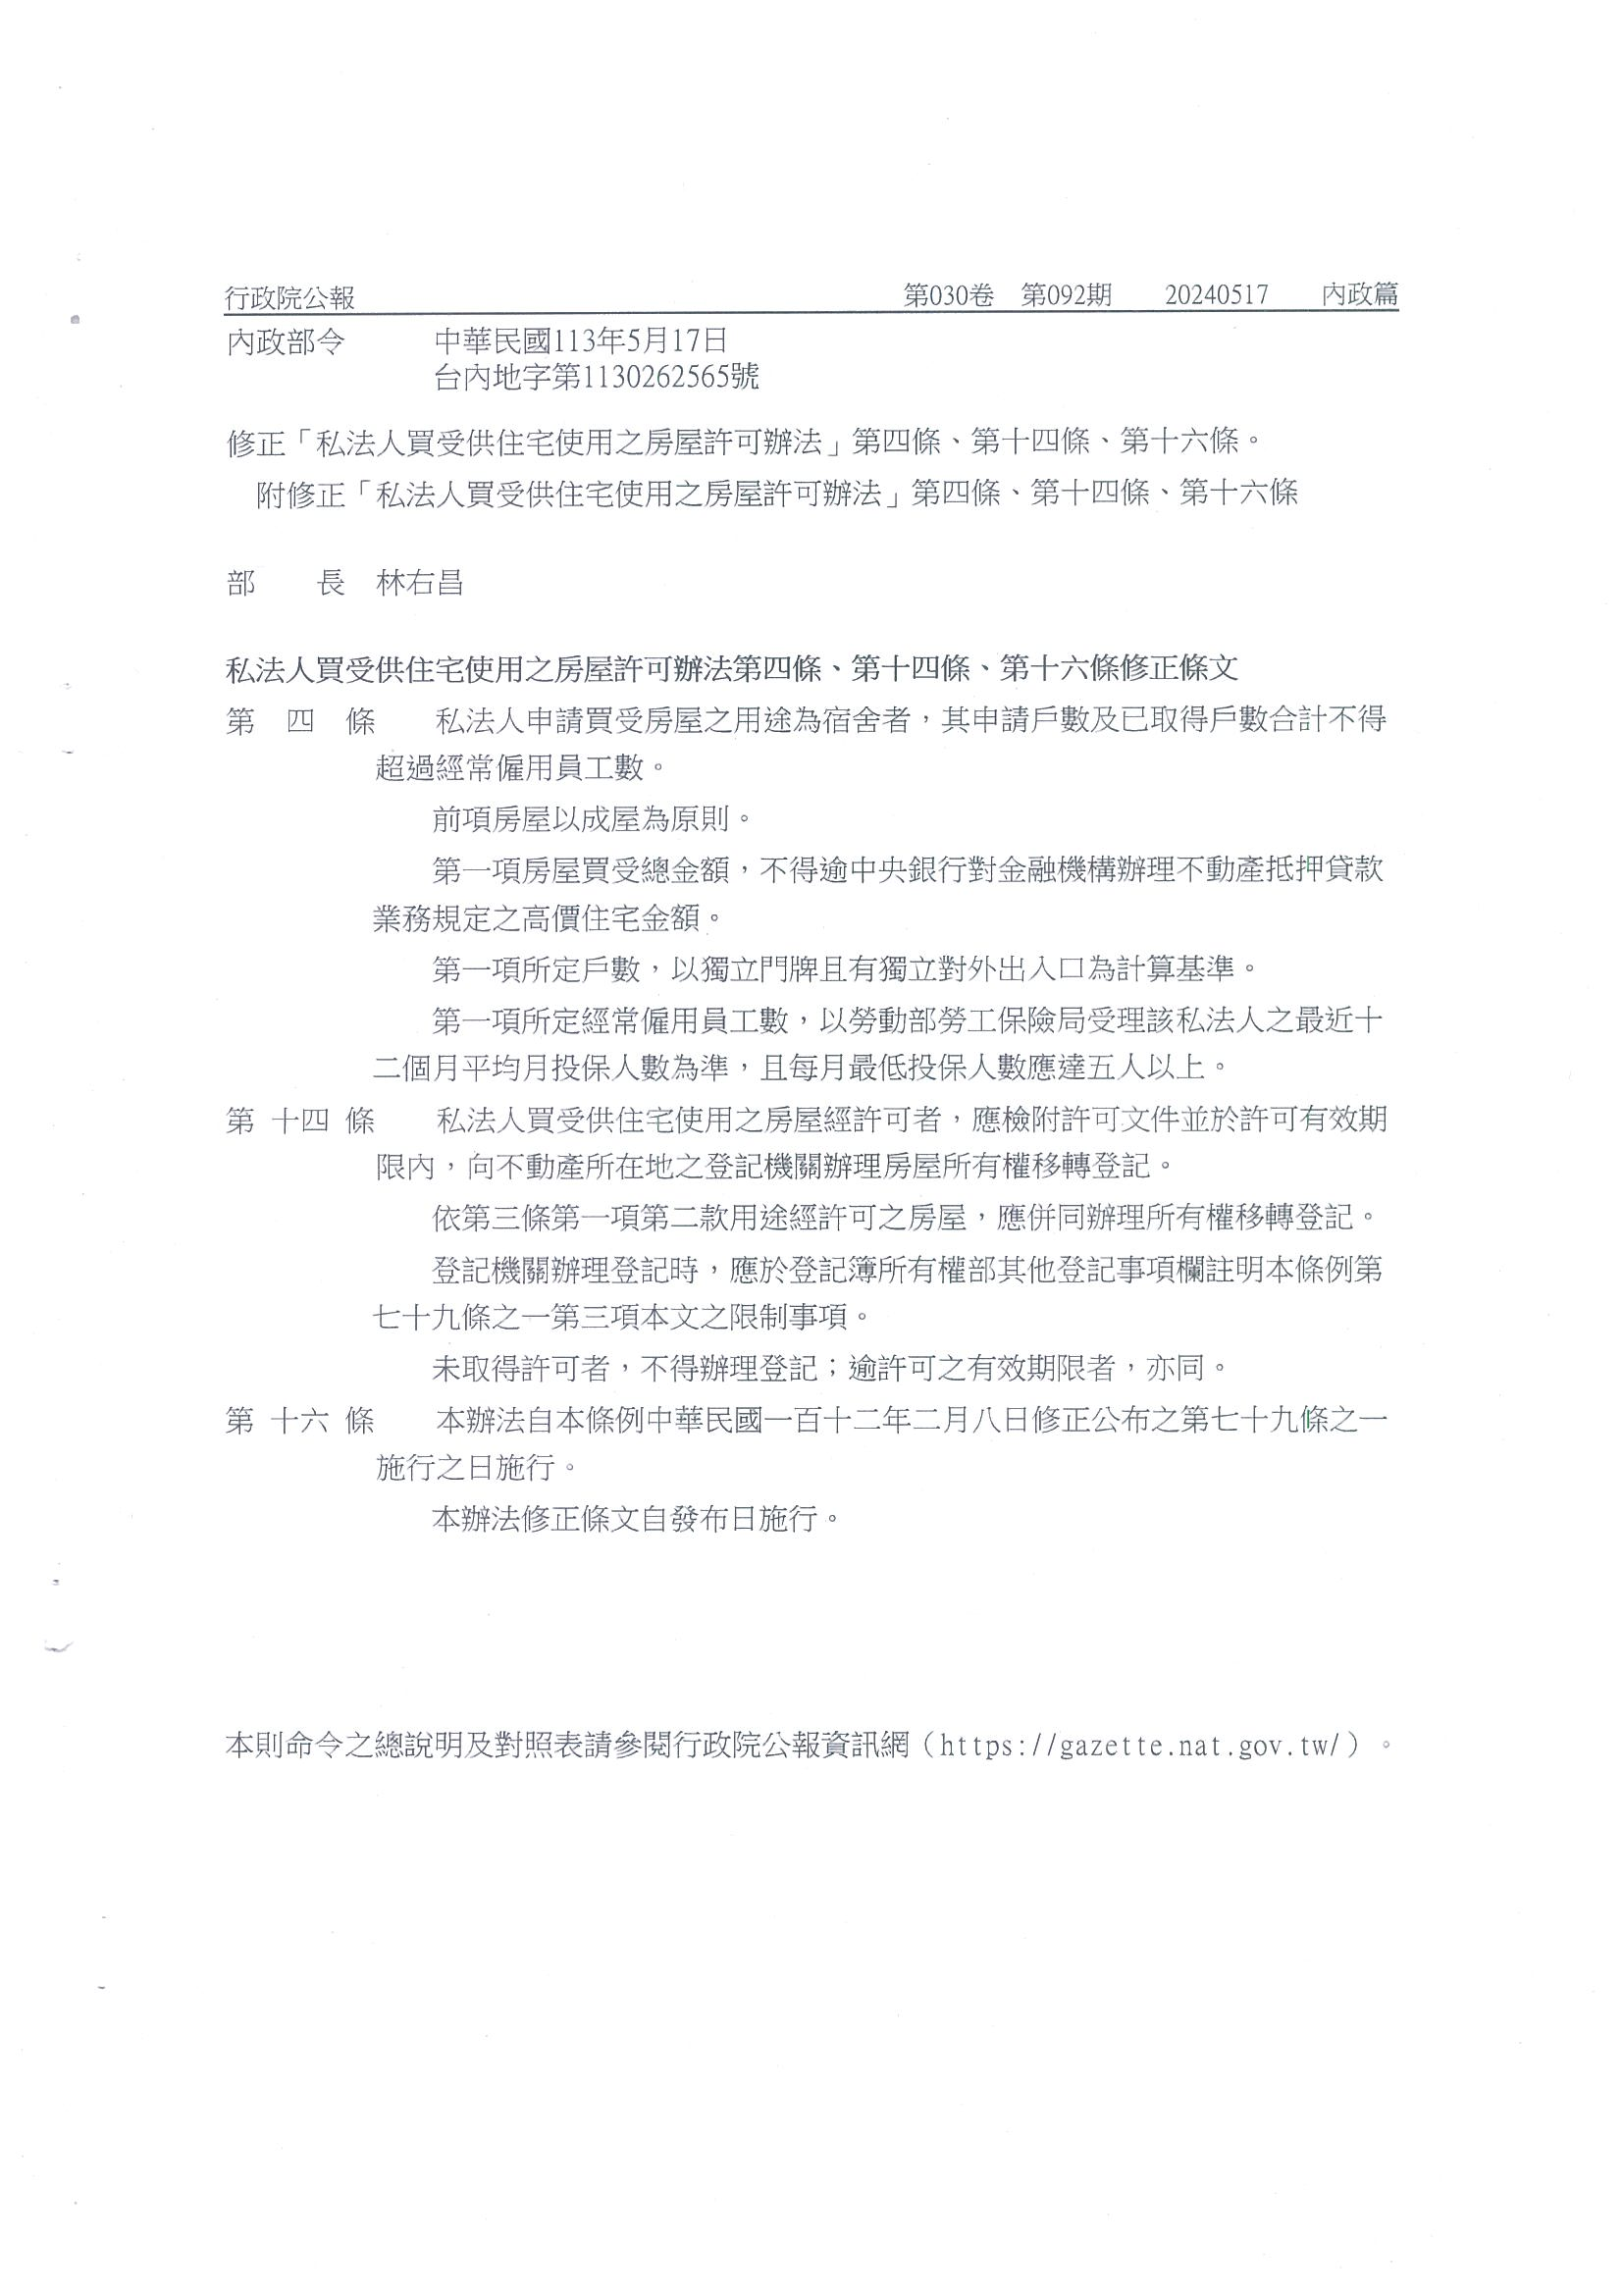 行政院公報　第030卷　第092期　20240517　內政篇
內政部令　中華民國113年5月17日
台內地字第1130262565號
修正「私法人買受供住宅使用之房屋許可辦法」第四條、第十四條、第十六條。
附修正「私法人買受供住宅使用之房屋許可辦法」第四條、第十四條、第十六條
部　長　林右昌
私法人買受供住宅使用之房屋許可辦法第四條、第十四條、第十六條修正條文
第　四　條　私法人申請買受房屋之用途為宿舍者，其申請戶數及已取得戶數合計不得
超過經常僱用員工數。
前項房屋以成屋為原則。
第一項房屋買受總金額，不得逾中央銀行對金融機構辦理不動產抵押貸款
業務規定之高價住宅金額。
第一項所定戶數，以獨立門牌且有獨立對外出入口為計算基準。
第一項所定經常僱用員工數，以勞動部勞工保險局受理該私法人之最近十
二個月平均月投保人數為準，且每月最低投保人數應達五人以上。
第 十四 條　私法人買受供住宅使用之房屋經許可者，應檢附許可文件並於許可有效期
限內，向不動產所在地之登記機關辦理房屋所有權移轉登記。
依第三條第一項第二款用途經許可之房屋，應併同辦理所有權移轉登記。
登記機關辦理登記時，應於登記簿所有權部其他登記事項欄註明本條例第
七十九條之一第三項本文之限制事項。
未取得許可者，不得辦理登記；逾許可之有效期限者，亦同。
第 十六 條　本辦法自本條例中華民國一百十二年二月八日修正公布之第七十九條之一
施行之日施行。
本辦法修正條文自發布日施行。
本則命令之總說明及對照表請參閱行政院公報資訊網（https://gazette.nat.gov.tw/）。